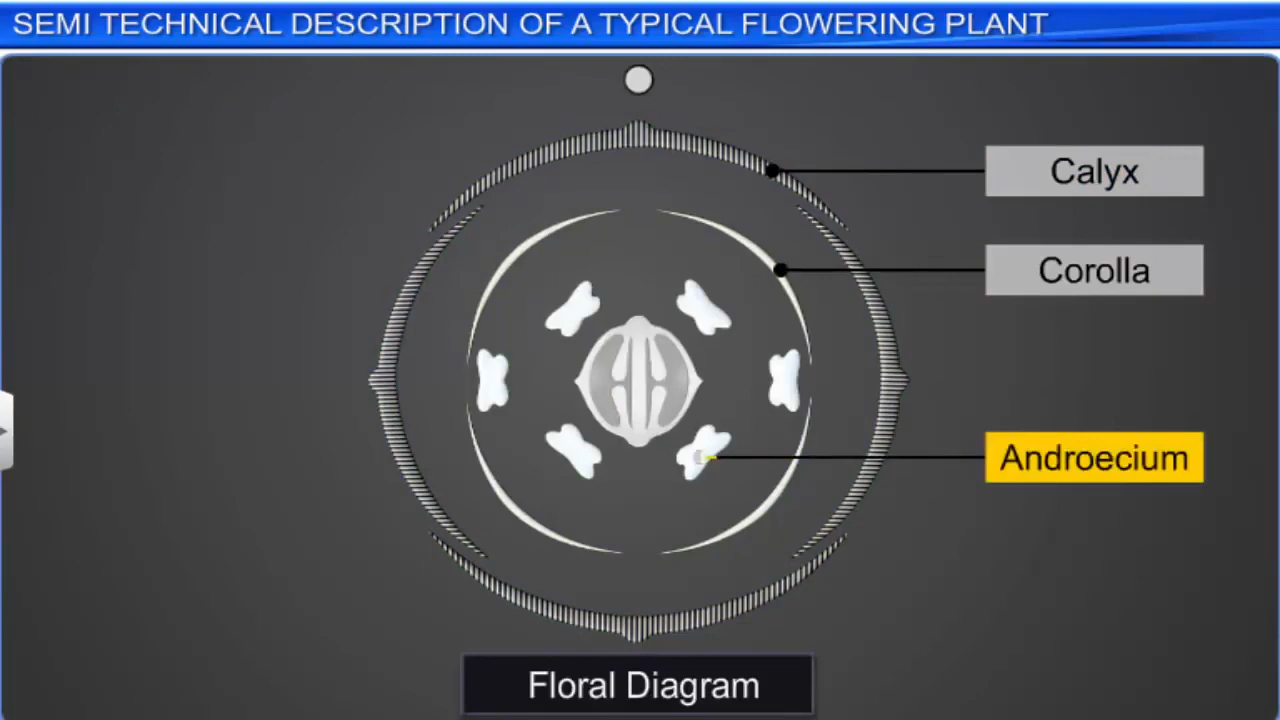 SEMI TECHNICAL DESCRIPTION OF A TYPICAL FLOWERING PLANT
Calyx
Corolla
Androecium
Floral Diagram